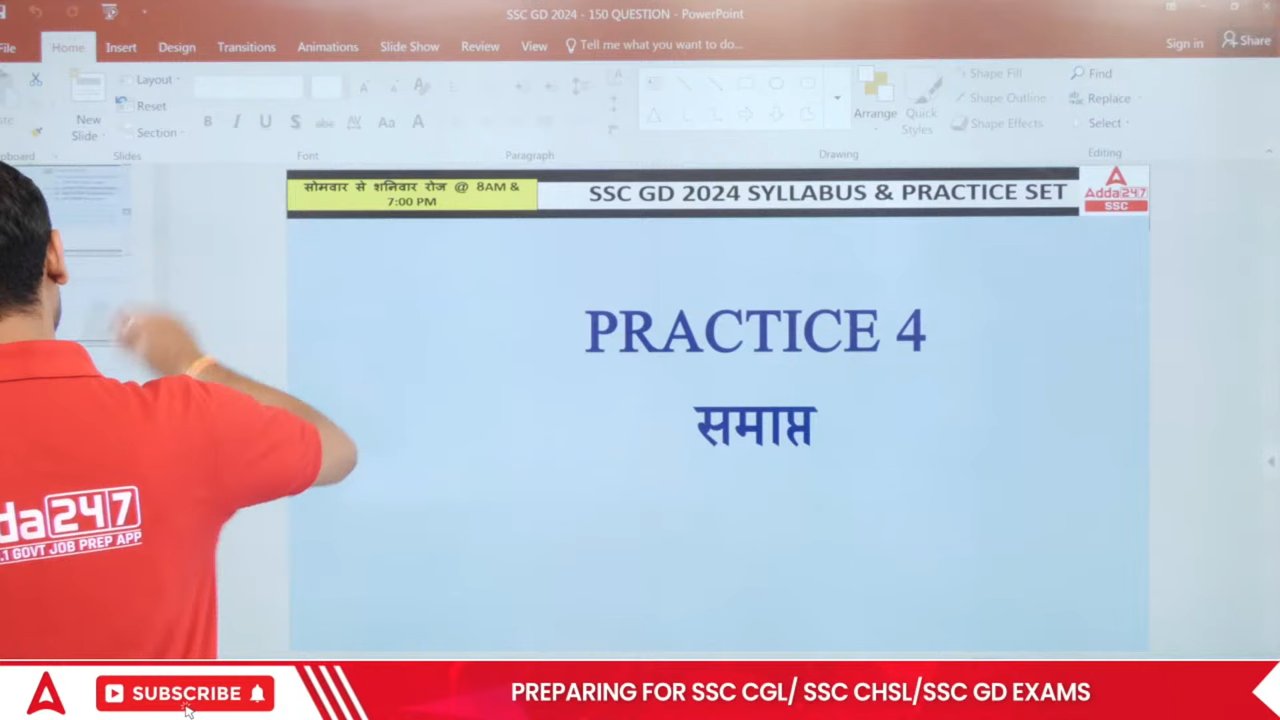 SSC GD 2024 - 150 QUESTION - PowerPoint
File Home Insert Design Transitions Animations Slide Show Review View Tell me what you want to do... Sign in Share
New Slide
Layout
Reset
Section
Slides
B I U S abc AV Aa A
Font
Paragraph
Arrange
Quick Styles
Shape Fill
Shape Outline
Shape Effects
Drawing
Find
Replace
Select
Editing
सोमवार से शनिवार रोज @ 8AM &
7:00 PM
SSC GD 2024 SYLLABUS & PRACTICE SET
Adda247
SSC
PRACTICE 4
समाप्त
da247
.1 GOVT JOB PREP APP
SUBSCRIBE
PREPARING FOR SSC CGL/ SSC CHSL/SSC GD EXAMS